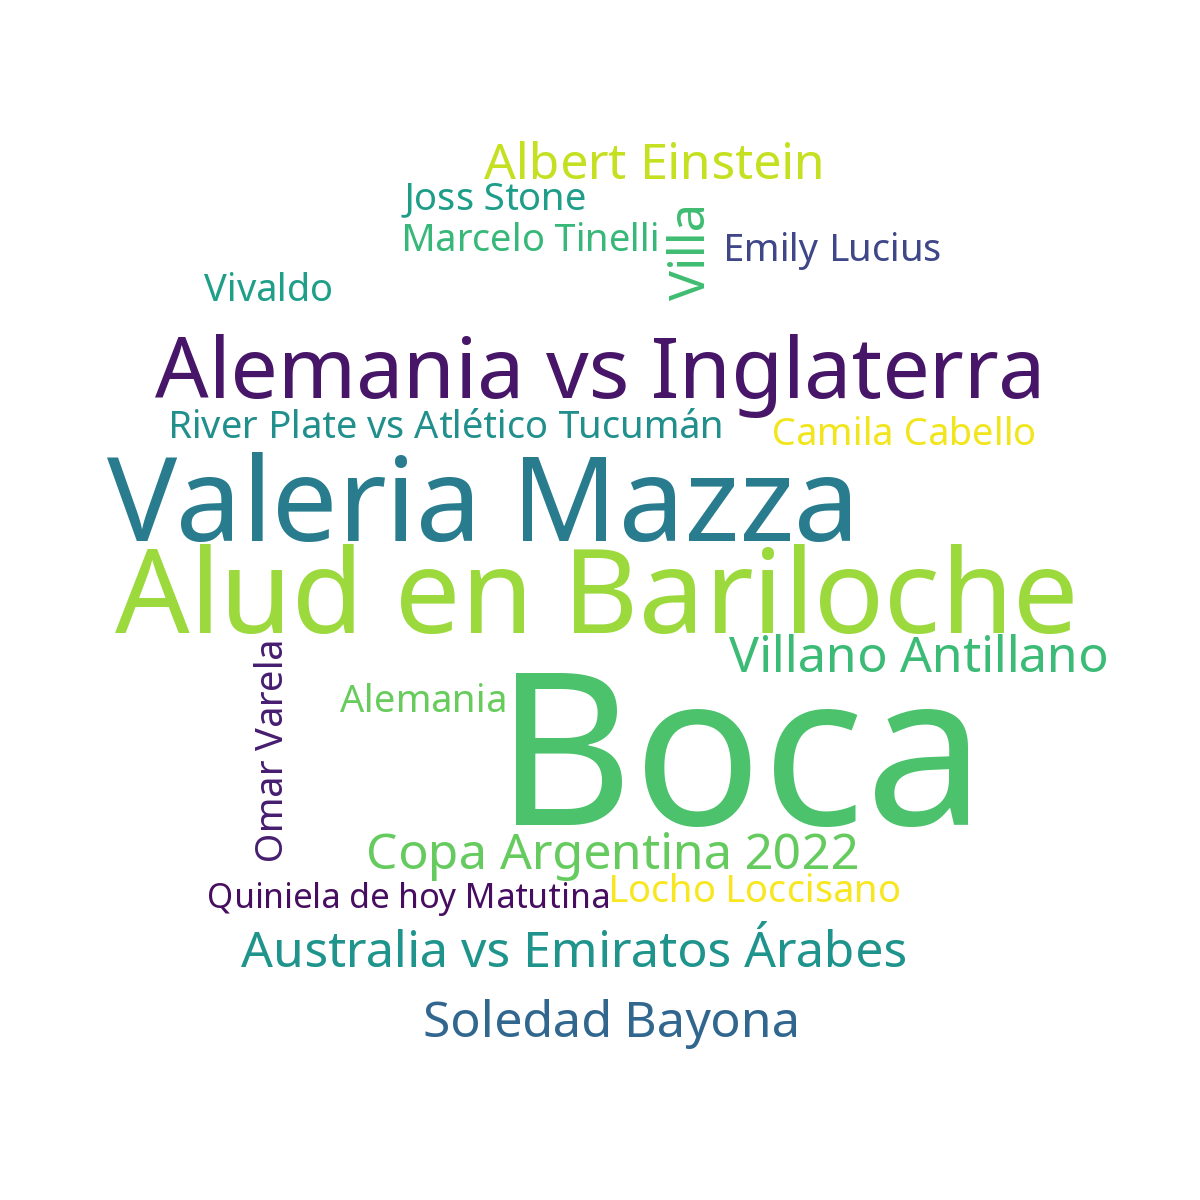 Albert Einstein
Joss Stone
Marcelo Tinelli
Villa
Emily Lucius
Vivaldo
Alemania vs Inglaterra
River Plate vs Atlético Tucumán
Camila Cabello
Valeria Mazza
Alud en Bariloche
Villano Antillano
Omar Varela
Alemania
Boca
Copa Argentina 2022
Quiniela de hoy Matutina
Locho Loccisano
Australia vs Emiratos Árabes
Soledad Bayona